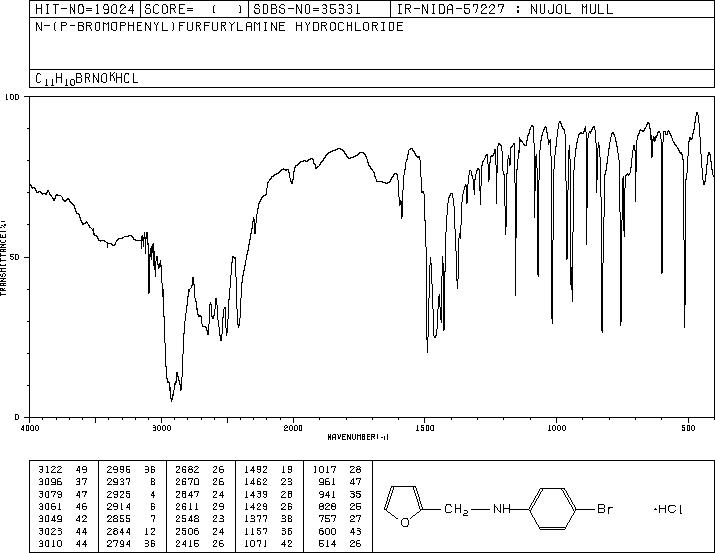 HIT-NO=19024 SCORE= ( ) SDBS-NO=35331 IR-NIDA-57227 : NUJOL MULL
N-(P-BROMOPHENYL)FURFURYLAMINE HYDROCHLORIDE
C11H10BRNO*HCL
100
50
0
TRANSMITTANCE(%)
4000 3000 2000 1500 1000 500
WAVENUMBER(-1)
3122 49 2996 36 2682 26 1492 19 1017 28
3096 37 2937 8 2670 26 1462 23 961 47
3079 47 2925 4 2647 24 1439 28 941 35
3061 46 2914 6 2611 29 1429 26 828 25
3049 42 2855 7 2548 23 1377 38 757 27
3023 44 2844 12 2506 24 1157 36 600 43
3010 44 2794 36 2415 26 1071 42 514 26
O CH2 NH Br ·HCl